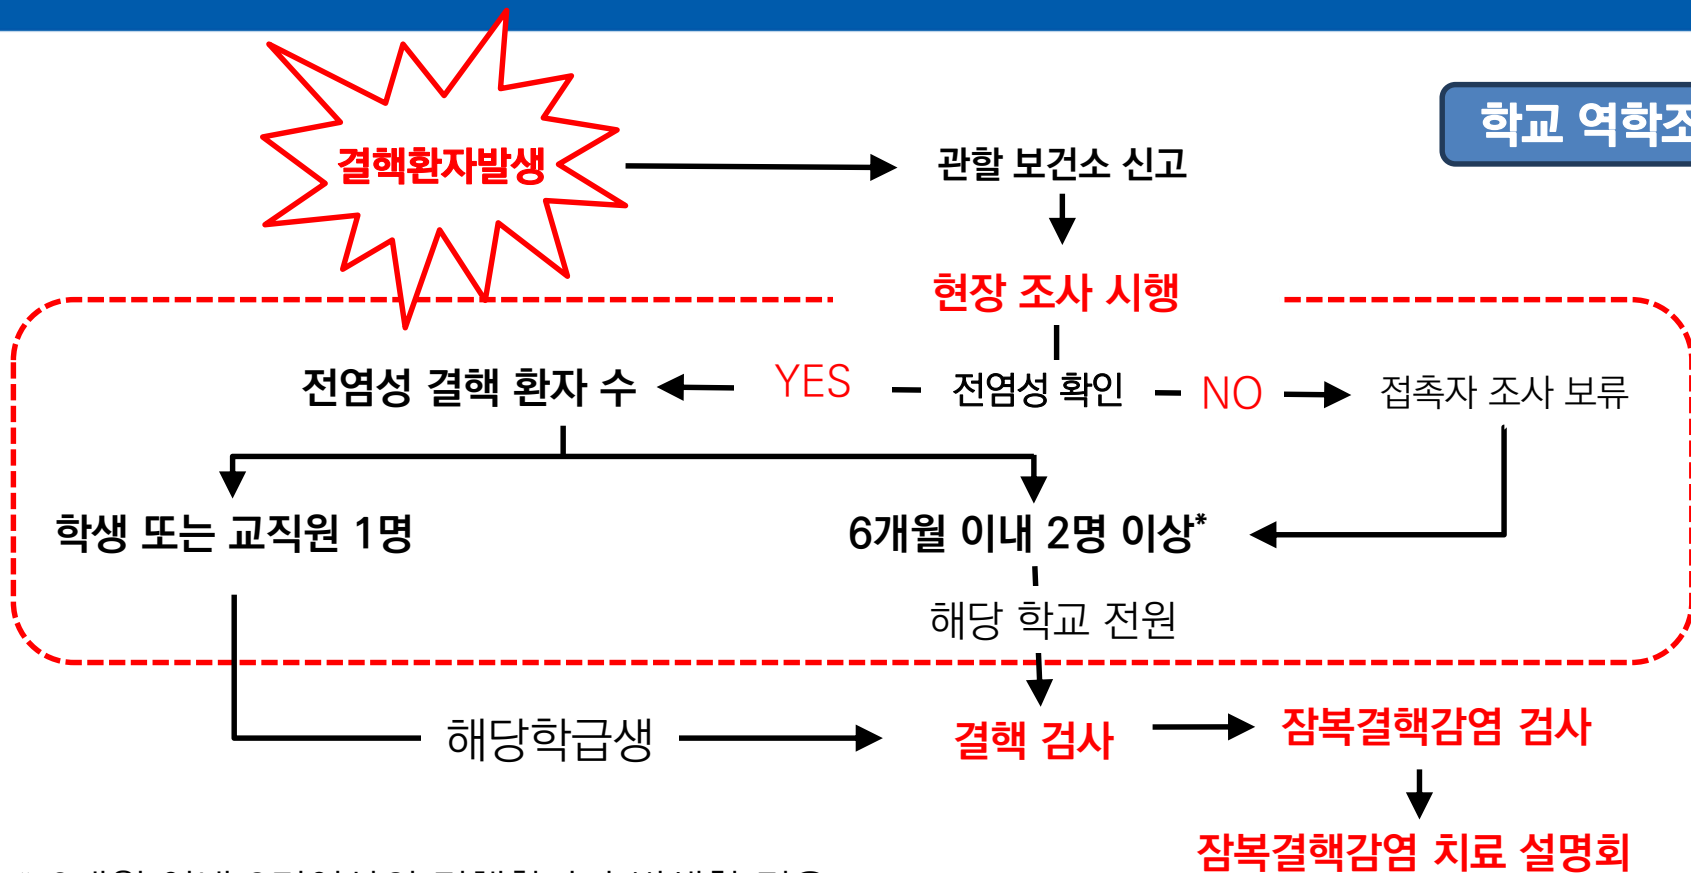 학교 역학조
결핵환자발생
관할 보건소 신고
현장 조사 시행
전염성 결핵 환자 수
YES
전염성 확인
NO
접촉자 조사 보류
학생 또는 교직원 1명
6개월 이내 2명 이상*
해당 학교 전원
해당학급생
결핵 검사
잠복결핵감염 검사
잠복결핵감염 치료 설명회